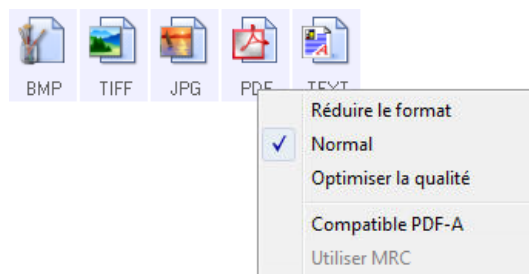 BMP TIFF JPG PDF TEXT
Réduire le format
Normal
Optimiser la qualité
Compatible PDF-A
Utiliser MRC